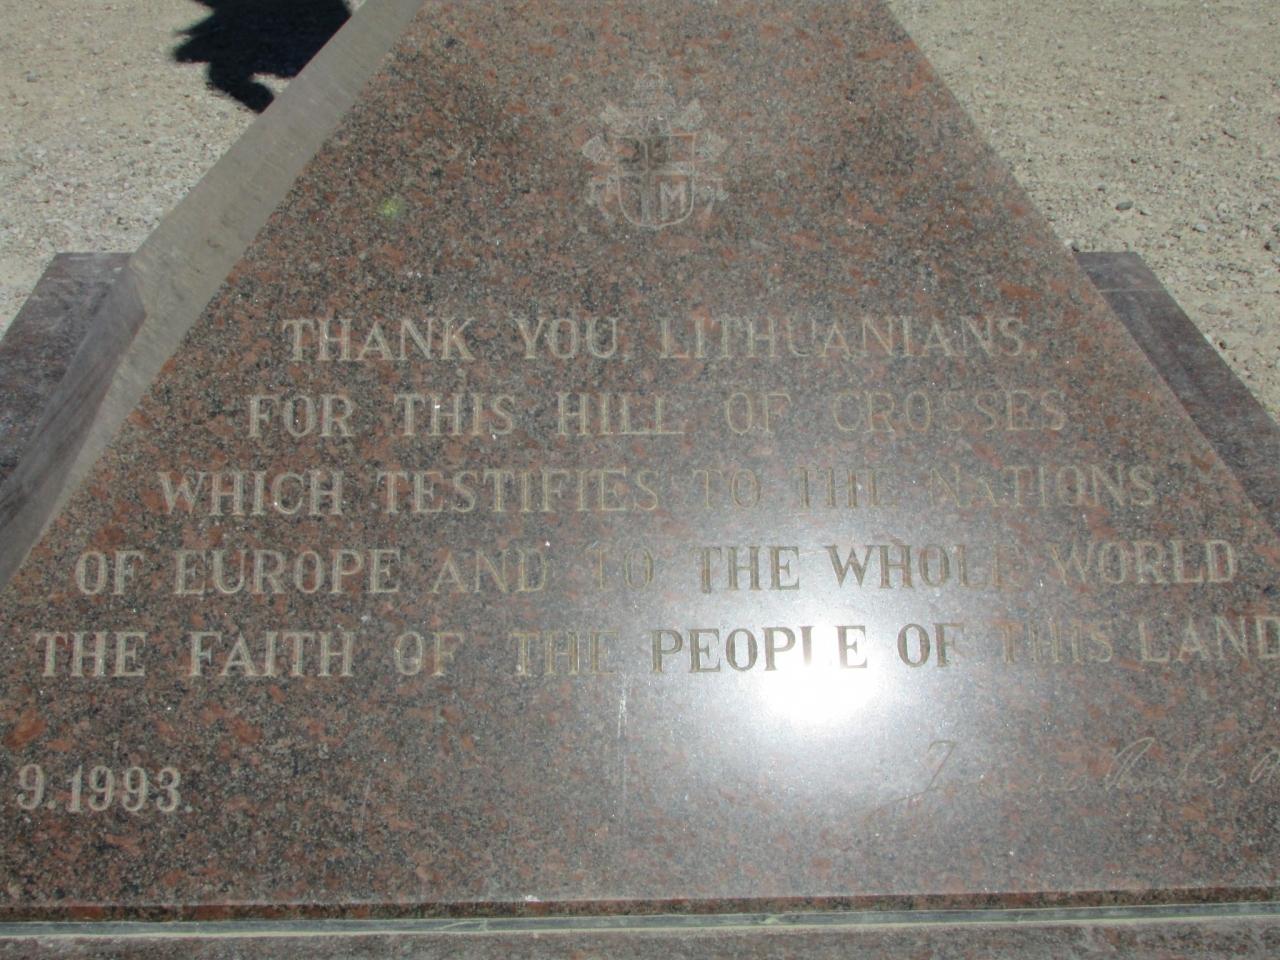 M
THANK YOU, LITHUANIANS,
FOR THIS HILL OF CROSSES
WHICH TESTIFIES TO THE NATIONS
OF EUROPE AND TO THE WHOLE WORLD
THE FAITH OF THE PEOPLE OF THIS LAND
9.1993.